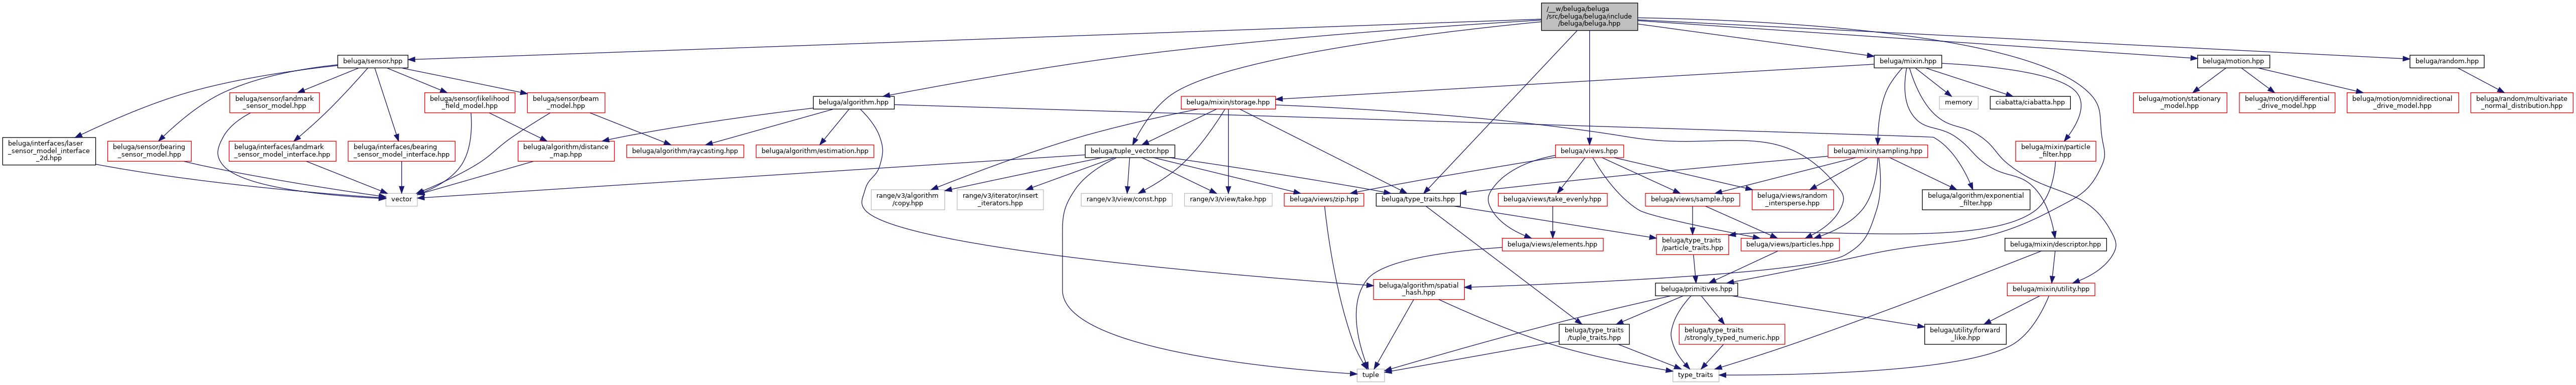 /__w/beluga/beluga
/src/beluga/beluga/include
/beluga/beluga.hpp
beluga/sensor.hpp
beluga/mixin.hpp
beluga/motion.hpp
beluga/random.hpp
beluga/sensor/landmark
_sensor_model.hpp
beluga/sensor/likelihood
_field_model.hpp
beluga/sensor/beam
_model.hpp
beluga/algorithm.hpp
beluga/mixin/storage.hpp
memory
ciabatta/ciabatta.hpp
beluga/motion/stationary
_model.hpp
beluga/motion/differential
_drive_model.hpp
beluga/motion/omnidirectional
_drive_model.hpp
beluga/random/multivariate
_normal_distribution.hpp
beluga/interfaces/laser
_sensor_model_interface
_2d.hpp
beluga/sensor/bearing
_sensor_model.hpp
beluga/interfaces/landmark
_sensor_model_interface.hpp
beluga/interfaces/bearing
_sensor_model_interface.hpp
beluga/algorithm/distance
_map.hpp
beluga/algorithm/raycasting.hpp
beluga/algorithm/estimation.hpp
beluga/tuple_vector.hpp
beluga/views.hpp
beluga/mixin/sampling.hpp
beluga/mixin/particle
_filter.hpp
vector
range/v3/algorithm
/copy.hpp
range/v3/iterator/insert
_iterators.hpp
range/v3/view/const.hpp
range/v3/view/take.hpp
beluga/views/zip.hpp
beluga/type_traits.hpp
beluga/views/take_evenly.hpp
beluga/views/sample.hpp
beluga/views/random
_intersperse.hpp
beluga/algorithm/exponential
_filter.hpp
beluga/views/elements.hpp
beluga/type_traits
/particle_traits.hpp
beluga/views/particles.hpp
beluga/mixin/descriptor.hpp
beluga/algorithm/spatial
_hash.hpp
beluga/primitives.hpp
beluga/mixin/utility.hpp
beluga/type_traits
/tuple_traits.hpp
beluga/type_traits
/strongly_typed_numeric.hpp
beluga/utility/forward
_like.hpp
tuple
type_traits